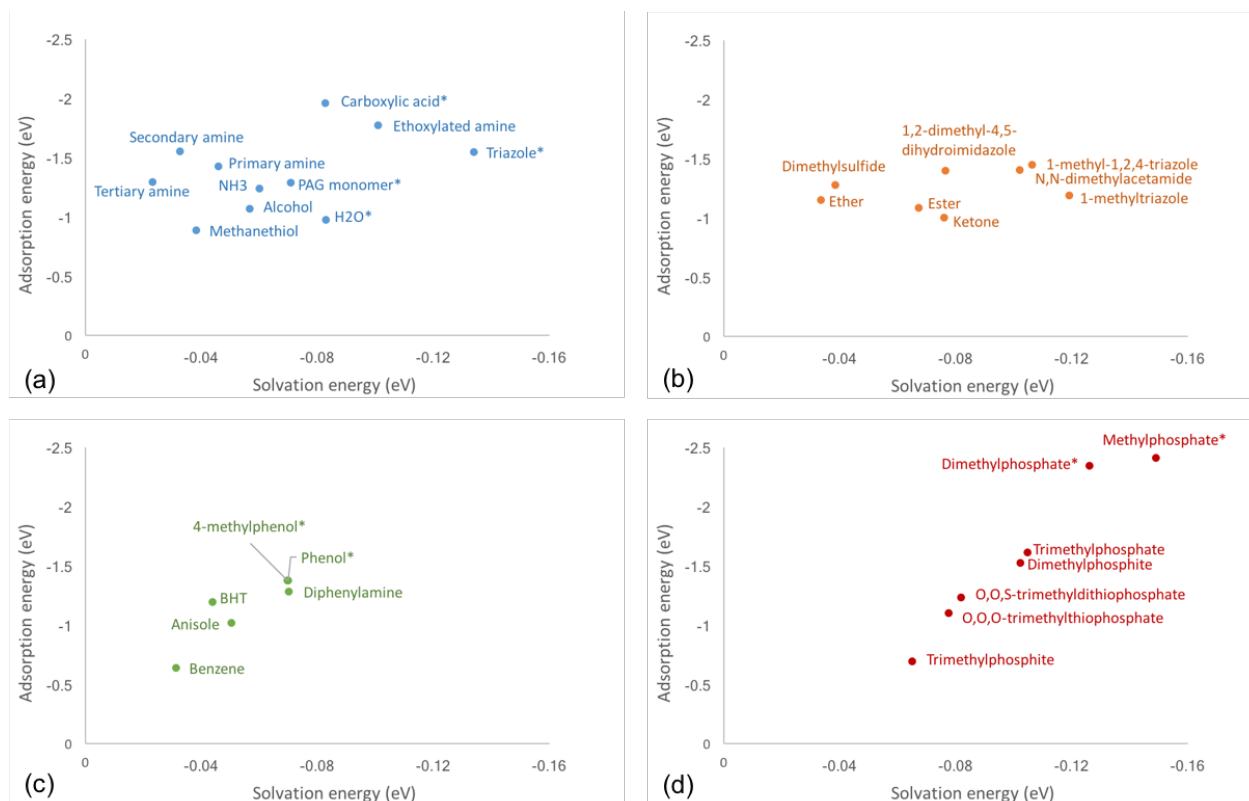 -2.5
-2
-1.5
-1
-0.5
0
Adsorption energy (eV)
Carboxylic acid*
Ethoxylated amine
Secondary amine
Triazole*
Primary amine
Tertiary amine
NH3
PAG monomer*
Alcohol
H2O*
Methanethiol
0
-0.04
-0.08
-0.12
-0.16
Solvation energy (eV)
(a)
-2.5
-2
-1.5
-1
-0.5
0
Adsorption energy (eV)
1,2-dimethyl-4,5-
dihydroimidazole
Dimethylsulfide
1-methyl-1,2,4-triazole
N,N-dimethylacetamide
1-methyltriazole
Ether
Ester
Ketone
0
-0.04
-0.08
-0.12
-0.16
Solvation energy (eV)
(b)
-2.5
-2
-1.5
-1
-0.5
0
Adsorption energy (eV)
4-methylphenol*
Phenol*
Diphenylamine
BHT
Anisole
Benzene
0
-0.04
-0.08
-0.12
-0.16
Solvation energy (eV)
(c)
-2.5
-2
-1.5
-1
-0.5
0
Adsorption energy (eV)
Methylphosphate*
Dimethylphosphate*
Trimethylphosphate
Dimethylphosphite
O,O,S-trimethyldithiophosphate
O,O,O-trimethylthiophosphate
Trimethylphosphite
0
-0.04
-0.08
-0.12
-0.16
Solvation energy (eV)
(d)